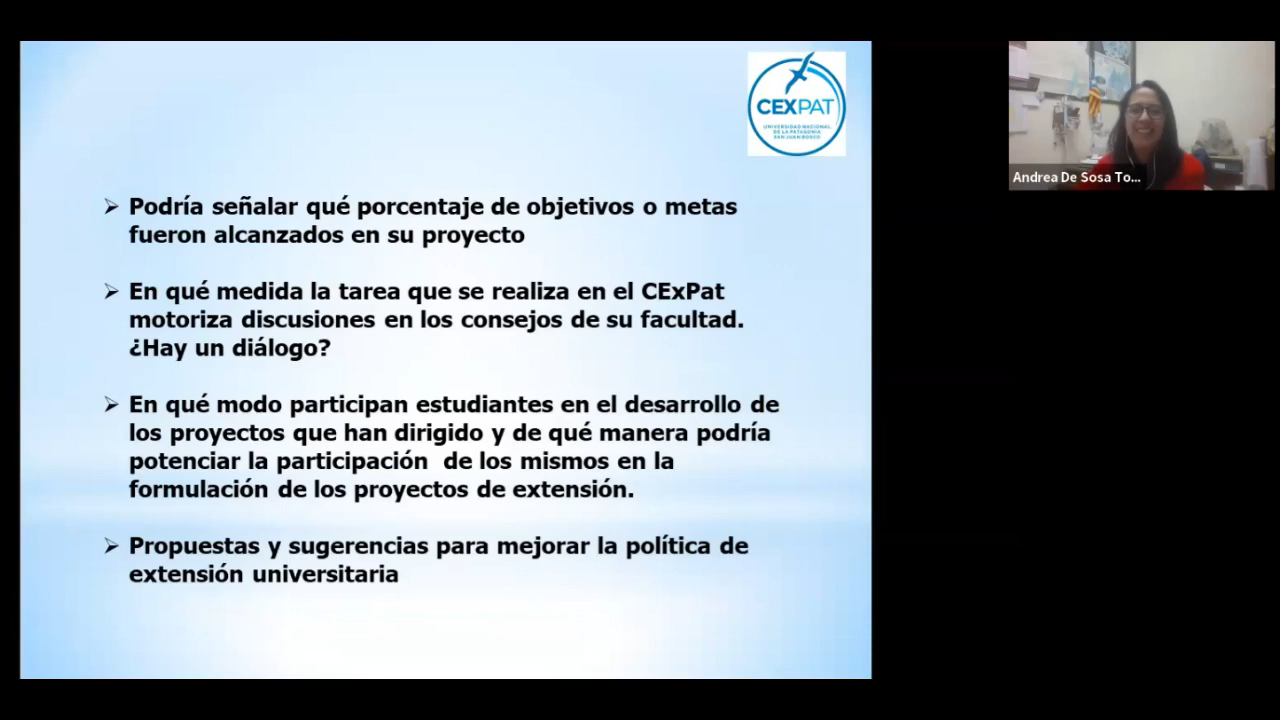 CEXPAT
UNIVERSIDAD NACIONAL
DE LA PATAGONIA
SAN JUAN BOSCO
Podría señalar qué porcentaje de objetivos o metas
fueron alcanzados en su proyecto
En qué medida la tarea que se realiza en el CExPat
motoriza discusiones en los consejos de su facultad.
¿Hay un diálogo?
En qué modo participan estudiantes en el desarrollo de
los proyectos que han dirigido y de qué manera podría
potenciar la participación de los mismos en la
formulación de los proyectos de extensión.
Propuestas y sugerencias para mejorar la política de
extensión universitaria
Andrea De Sosa To...